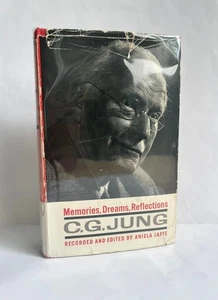 Memories, Dreams, Reflections
C.G. JUNG
RECORDED AND EDITED BY ANIELA JAFFÉ